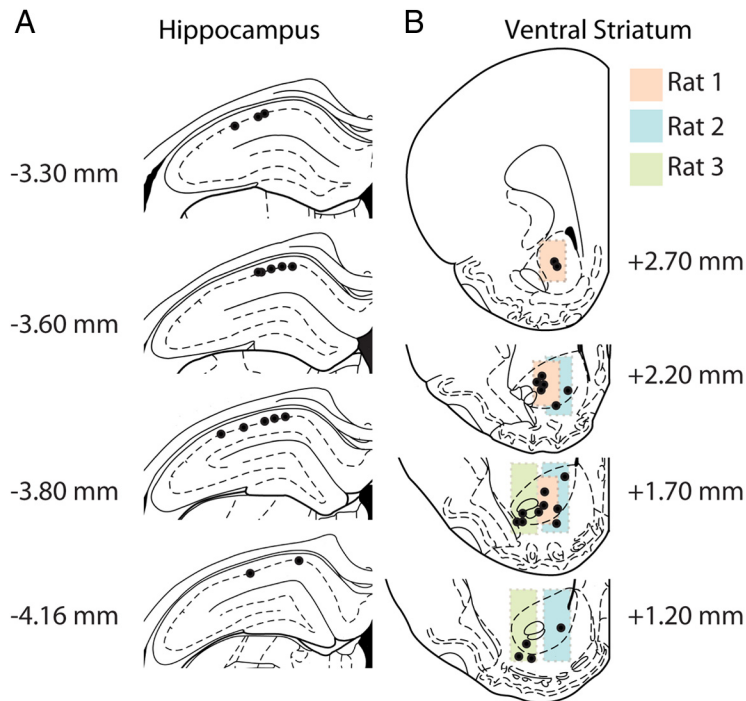 A
Hippocampus
-3.30 mm
-3.60 mm
-3.80 mm
-4.16 mm
B
Ventral Striatum
Rat 1
Rat 2
Rat 3
+2.70 mm
+2.20 mm
+1.70 mm
+1.20 mm